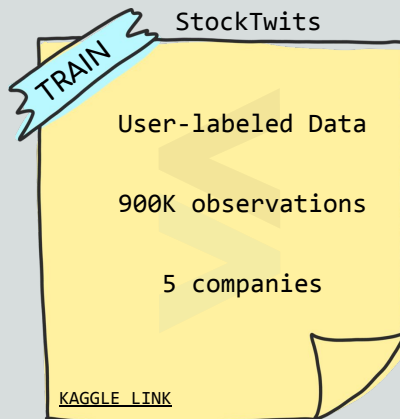 StockTwits
TRAIN
User-labeled Data
900K observations
5 companies
KAGGLE LINK